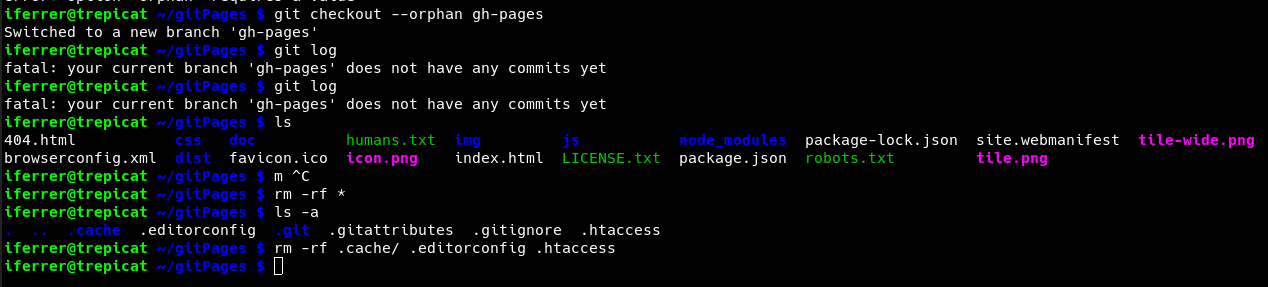 iferrer@trepicat ~/gitPages $ git checkout --orphan gh-pages
Switched to a new branch 'gh-pages'
iferrer@trepicat ~/gitPages $ git log
fatal: your current branch 'gh-pages' does not have any commits yet
iferrer@trepicat ~/gitPages $ git log
fatal: your current branch 'gh-pages' does not have any commits yet
iferrer@trepicat ~/gitPages $ ls
404.html css doc humans.txt img js node_modules package-lock.json site.webmanifest tile-wide.png
browserconfig.xml dist favicon.ico icon.png index.html LICENSE.txt package.json robots.txt tile.png
iferrer@trepicat ~/gitPages $ m ^C
iferrer@trepicat ~/gitPages $ rm -rf *
iferrer@trepicat ~/gitPages $ ls -a
. .. .cache .editorconfig .git .gitattributes .gitignore .htaccess
iferrer@trepicat ~/gitPages $ rm -rf .cache/ .editorconfig .htaccess
iferrer@trepicat ~/gitPages $